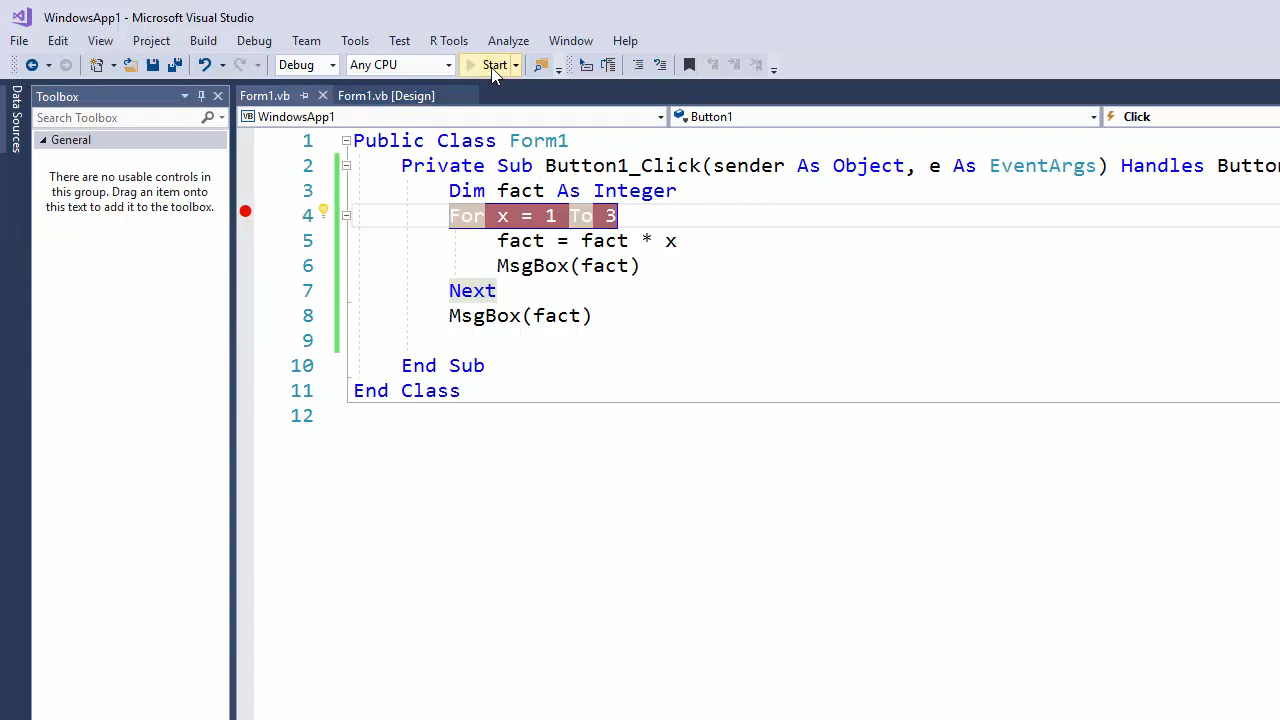 WindowsApp1 - Microsoft Visual Studio
File Edit View Project Build Debug Team Tools Test R Tools Analyze Window Help
Debug Any CPU Start
Data Sources
Toolbox
Form1.vb Form1.vb [Design]
Search Toolbox
WindowsApp1 Button1 Click
General
There are no usable controls in
this group. Drag an item onto
this text to add it to the toolbox.
1 Public Class Form1
2 Private Sub Button1_Click(sender As Object, e As EventArgs) Handles Button
3 Dim fact As Integer
4 For x = 1 To 3
5 fact = fact * x
6 MsgBox(fact)
7 Next
8 MsgBox(fact)
9
10 End Sub
11 End Class
12